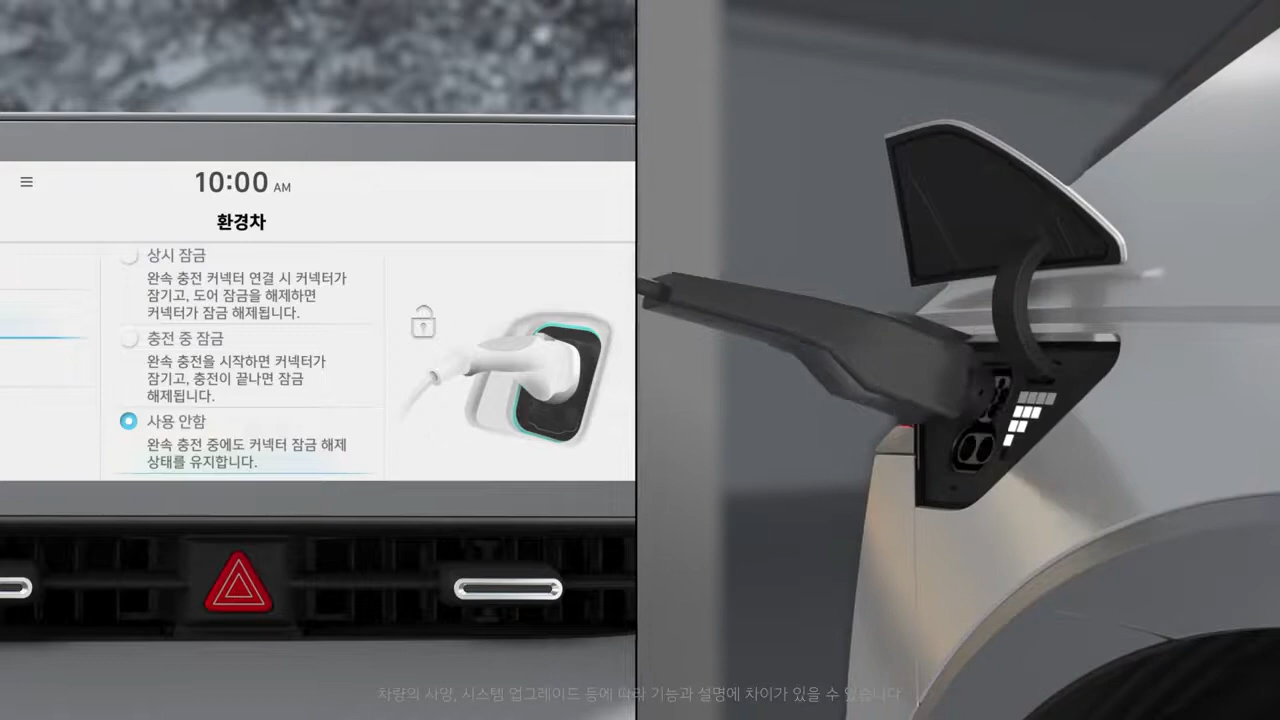 10:00 AM
환경차
상시 잠금
완속 충전 커넥터 연결 시 커넥터가
잠기고, 도어 잠금을 해제하면
커넥터가 잠금 해제됩니다.
충전 중 잠금
완속 충전을 시작하면 커넥터가
잠기고, 충전이 끝나면 잠금
해제됩니다.
사용 안함
완속 충전 중에도 커넥터 잠금 해제
상태를 유지합니다.
차량의 사양, 시스템 업그레이드 등에 따라 기능과 설명에 차이가 있을 수 있습니다